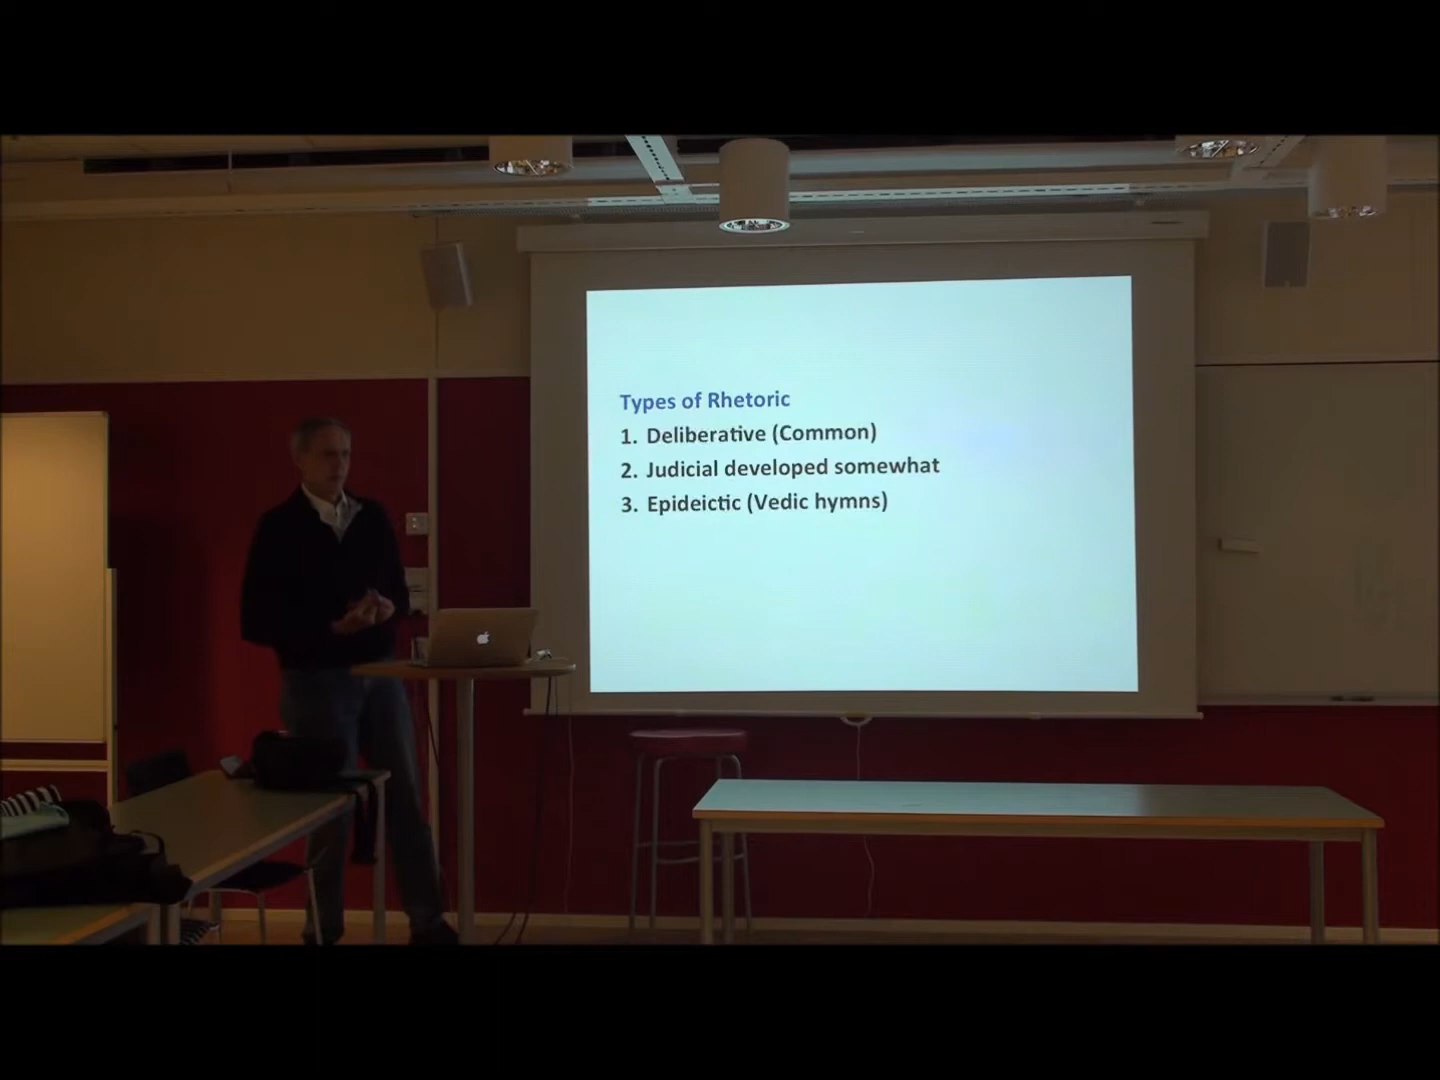 Types of Rhetoric
1. Deliberative (Common)
2. Judicial developed somewhat
3. Epideictic (Vedic hymns)